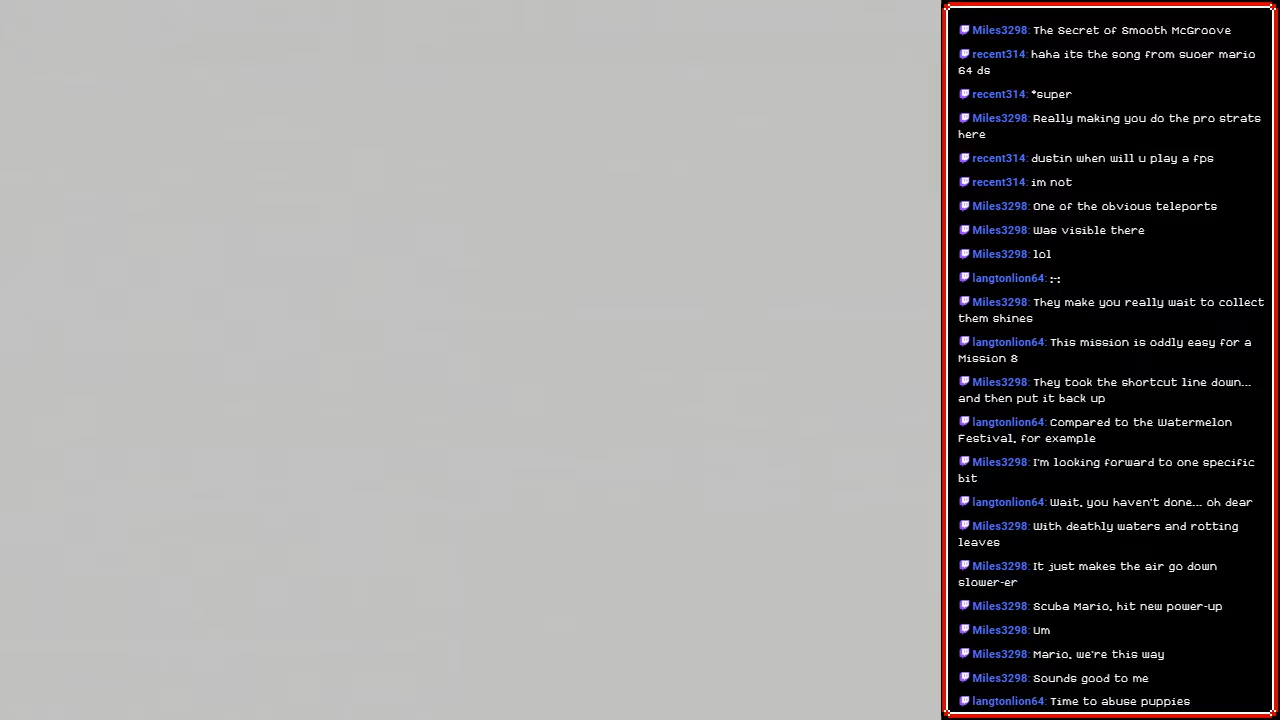 Miles3298: The Secret of Smooth McGroove
recent314: haha its the song from suoer mario
64 ds
recent314: *super
Miles3298: Really making you do the pro strats
here
recent314: dustin when will u play a fps
recent314: im not
Miles3298: One of the obvious teleports
Miles3298: Was visible there
Miles3298: lol
langtonlion64: :-:
Miles3298: They make you really wait to collect
them shines
langtonlion64: This mission is oddly easy for a
Mission 8
Miles3298: They took the shortcut line down...
and then put it back up
langtonlion64: Compared to the Watermelon
Festival, for example
Miles3298: I'm looking forward to one specific
bit
langtonlion64: Wait, you haven't done... oh dear
Miles3298: With deathly waters and rotting
leaves
Miles3298: It just makes the air go down
slower-er
Miles3298: Scuba Mario, hit new power-up
Miles3298: Um
Miles3298: Mario, we're this way
Miles3298: Sounds good to me
langtonlion64: Time to abuse puppies